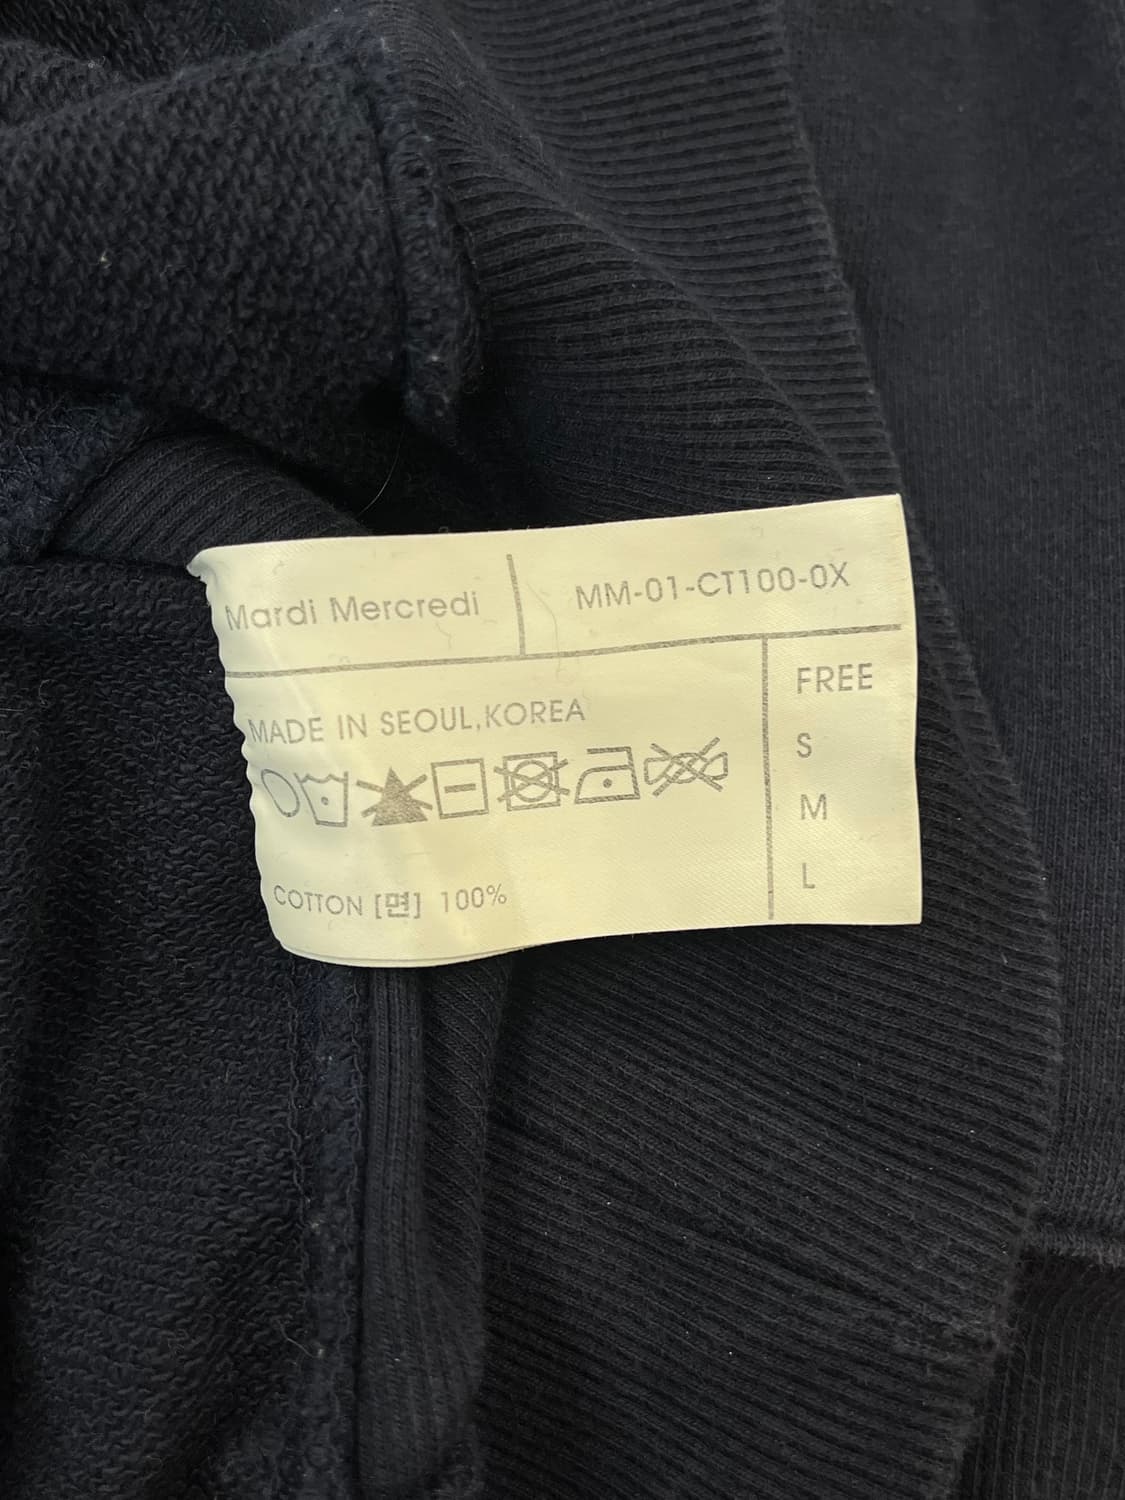 Mardi Mercredi
MM-01-CT100-0X
MADE IN SEOUL,KOREA
COTTON [면] 100%
FREE
S
M
L